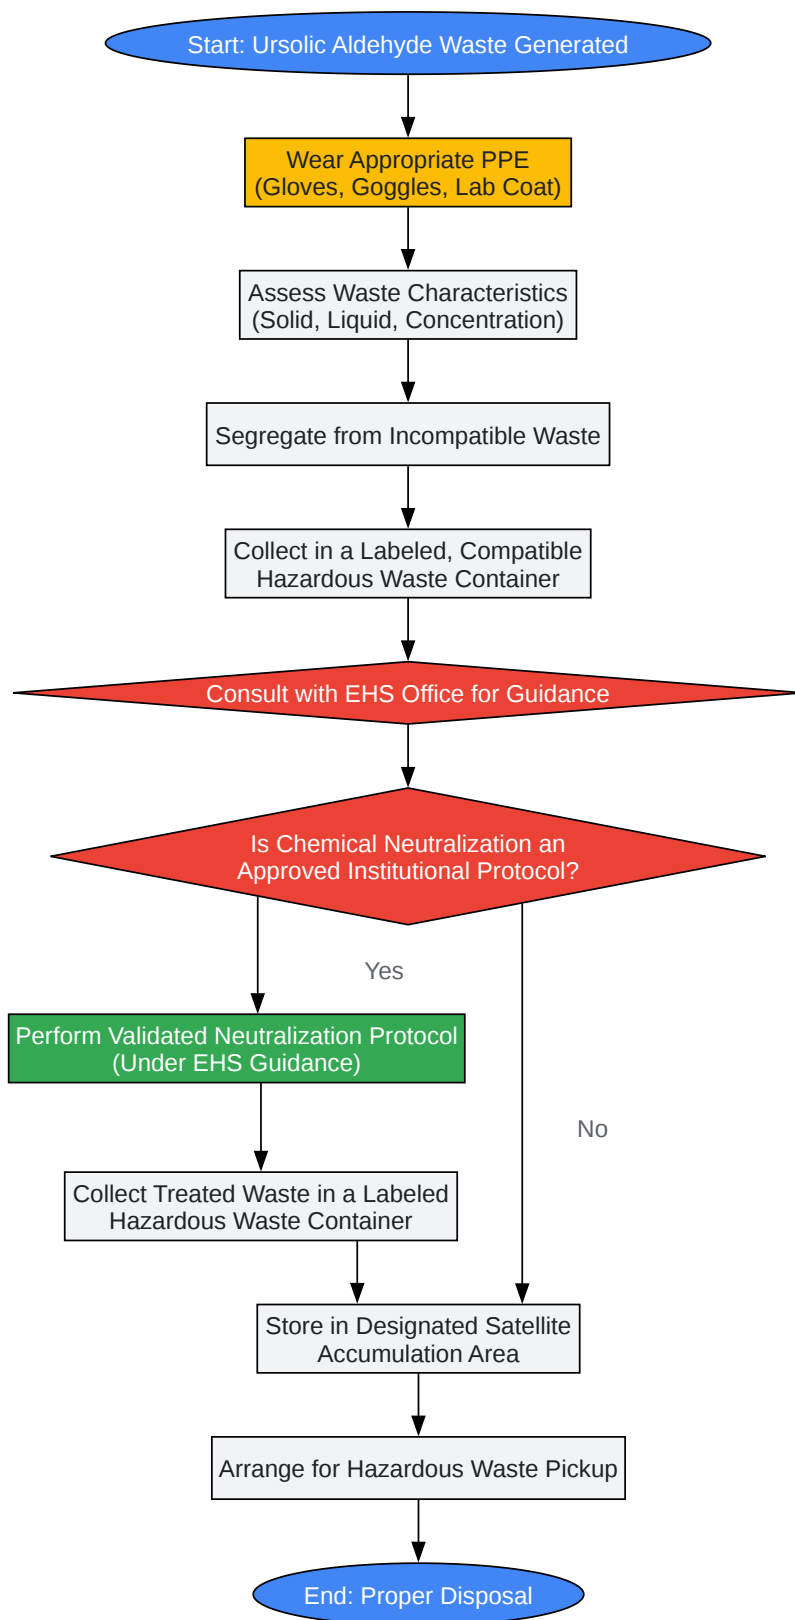 Start: Ursolic Aldehyde Waste Generated
Wear Appropriate PPE
(Gloves, Goggles, Lab Coat)
Assess Waste Characteristics
(Solid, Liquid, Concentration)
Segregate from Incompatible Waste
Collect in a Labeled, Compatible
Hazardous Waste Container
Consult with EHS Office for Guidance
Is Chemical Neutralization an
Approved Institutional Protocol?
Yes
Perform Validated Neutralization Protocol
(Under EHS Guidance)
No
Collect Treated Waste in a Labeled
Hazardous Waste Container
Store in Designated Satellite
Accumulation Area
Arrange for Hazardous Waste Pickup
End: Proper Disposal